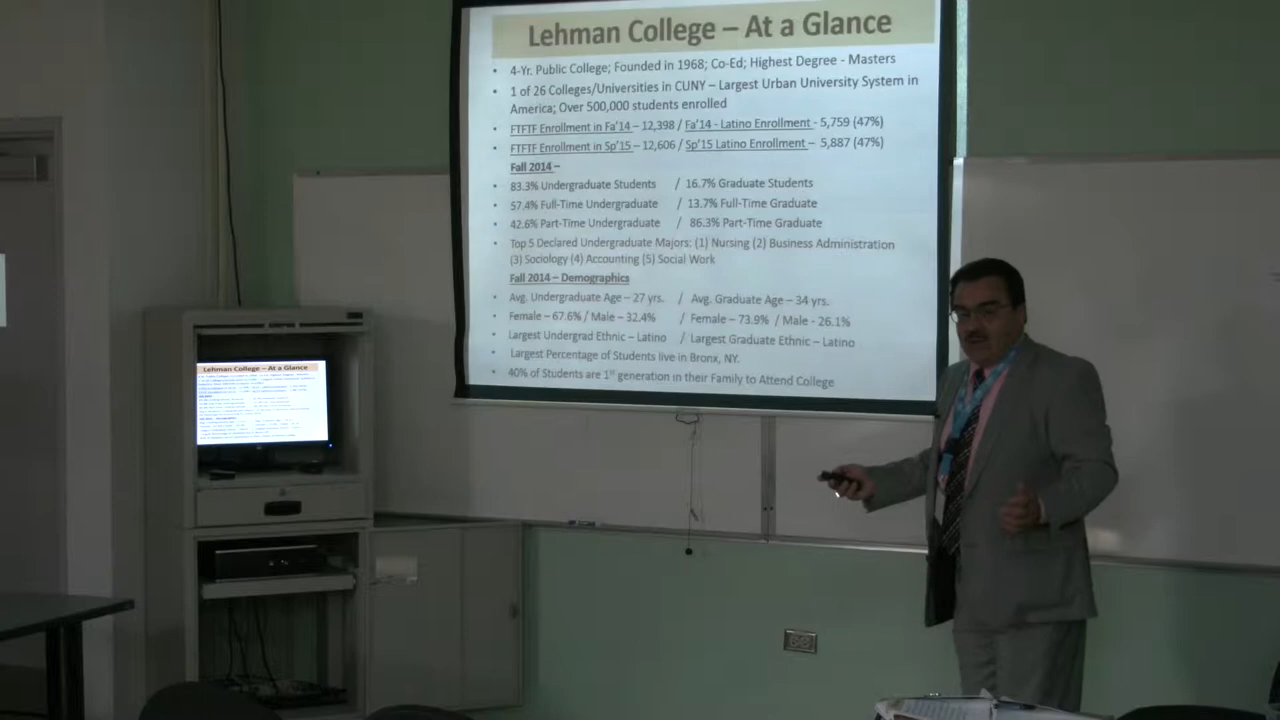 Lehman College – At a Glance
• 4-Yr. Public College; Founded in 1968; Co-Ed; Highest Degree - Masters
• 1 of 26 Colleges/Universities in CUNY – Largest Urban University System in
America; Over 500,000 students enrolled
• FTFTF Enrollment in Fa'14 – 12,398 / Fa'14 - Latino Enrollment - 5,759 (47%)
• FTFTF Enrollment in Sp'15 – 12,606 / Sp'15 Latino Enrollment – 5,887 (47%)
Fall 2014 –
• 83.3% Undergraduate Students / 16.7% Graduate Students
• 57.4% Full-Time Undergraduate / 13.7% Full-Time Graduate
• 42.6% Part-Time Undergraduate / 86.3% Part-Time Graduate
• Top 5 Declared Undergraduate Majors: (1) Nursing (2) Business Administration
(3) Sociology (4) Accounting (5) Social Work
Fall 2014 – Demographics
• Avg. Undergraduate Age – 27 yrs. / Avg. Graduate Age – 34 yrs.
• Female – 67.6% / Male – 32.4% / Female – 73.9% / Male - 26.1%
• Largest Undergrad Ethnic – Latino / Largest Graduate Ethnic – Latino
• Largest Percentage of Students live in Bronx, NY.
• 40% of Students are 1st generation in their Family to Attend College
Lehman College – At a Glance